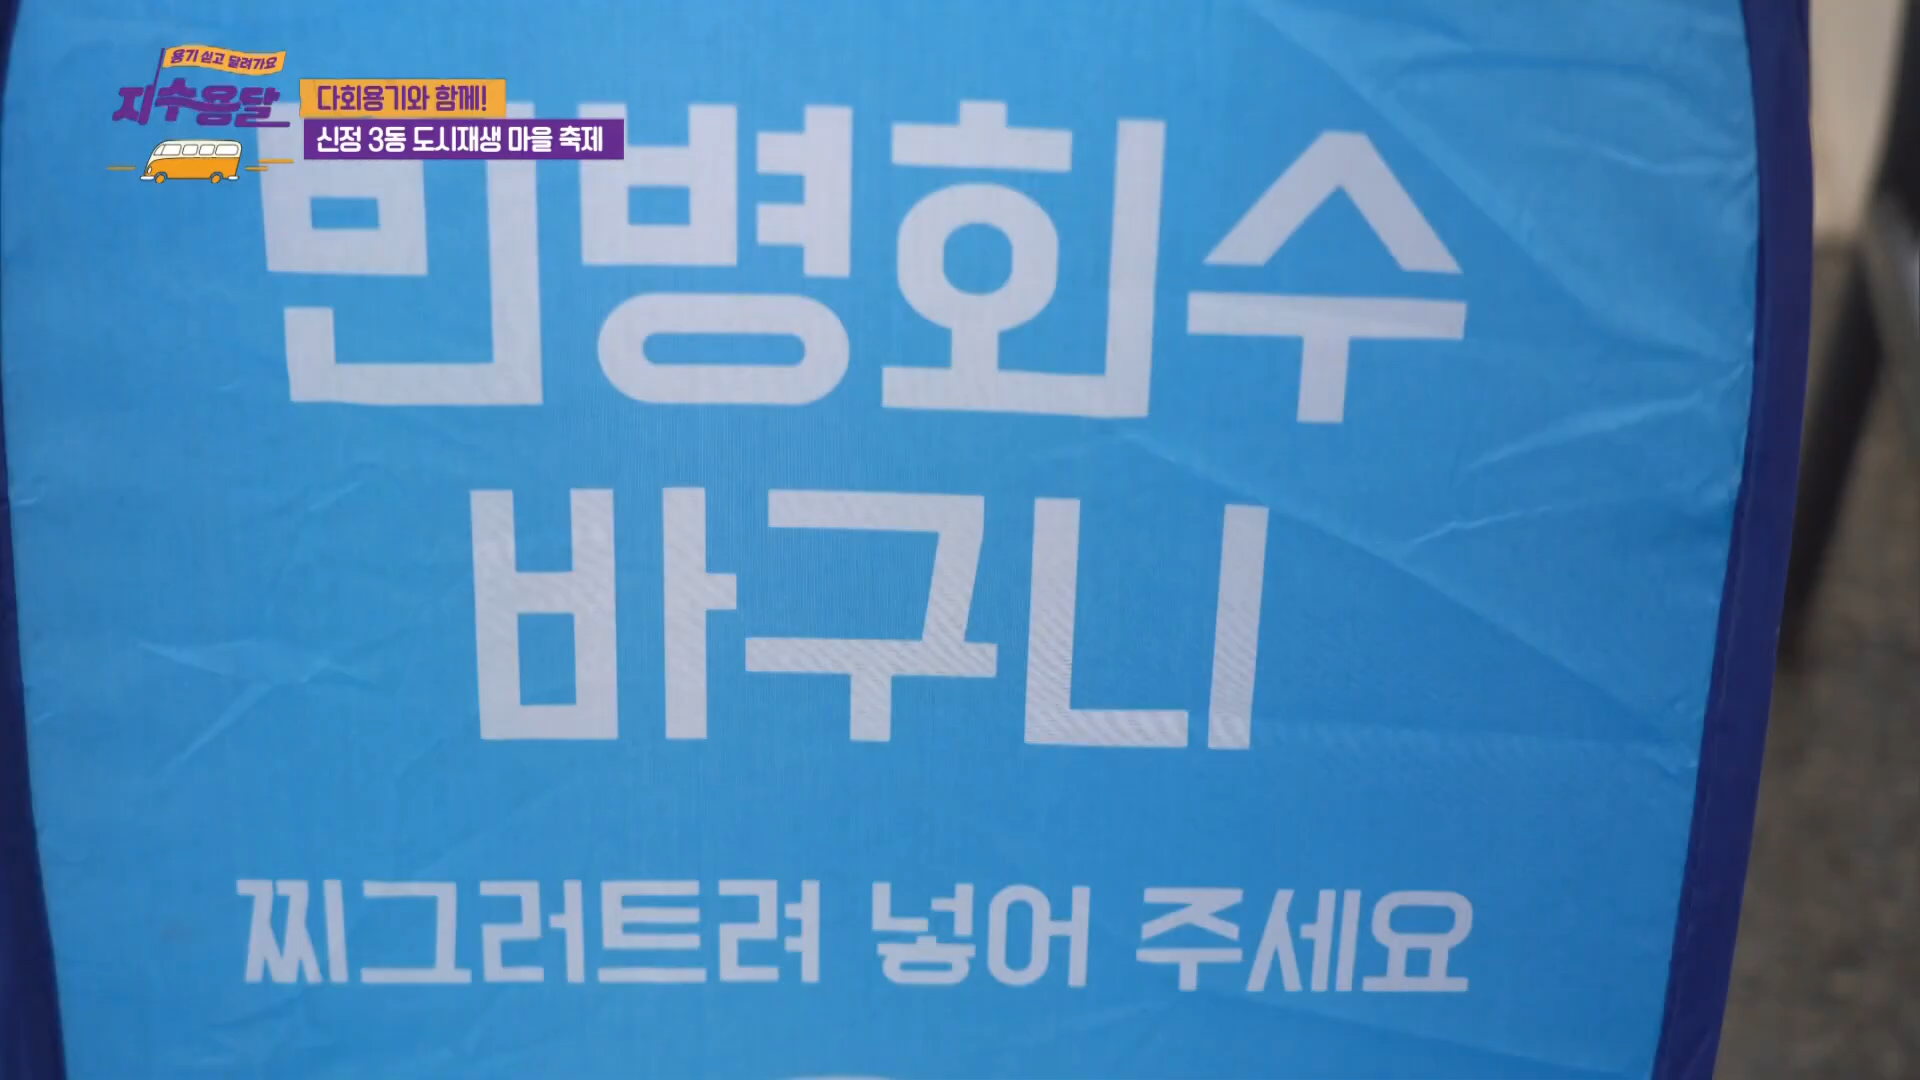 용기 싣고 달려가요
지수용달
다회용기와 함께!
신정 3동 도시재생 마을 축제
빈병회수
바구니
찌그러트려 넣어 주세요